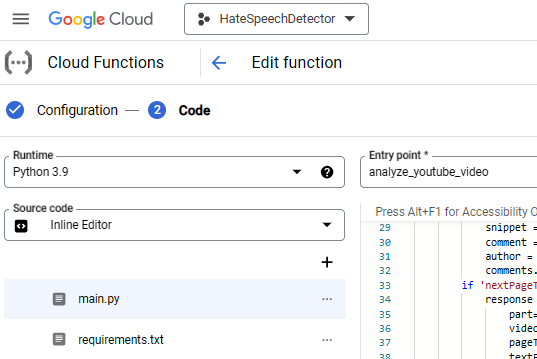 Google Cloud HateSpeechDetector
Cloud Functions Edit function
Configuration — 2 Code
Runtime
Python 3.9
Entry point *
analyze_youtube_video
Source code
Inline Editor
main.py
requirements.txt
Press Alt+F1 for Accessibility O
29 snippet =
30 comment =
31 author =
32 comments.
33 if 'nextPageT
34 response
35 part=
36 video
37 pageT
38 textF